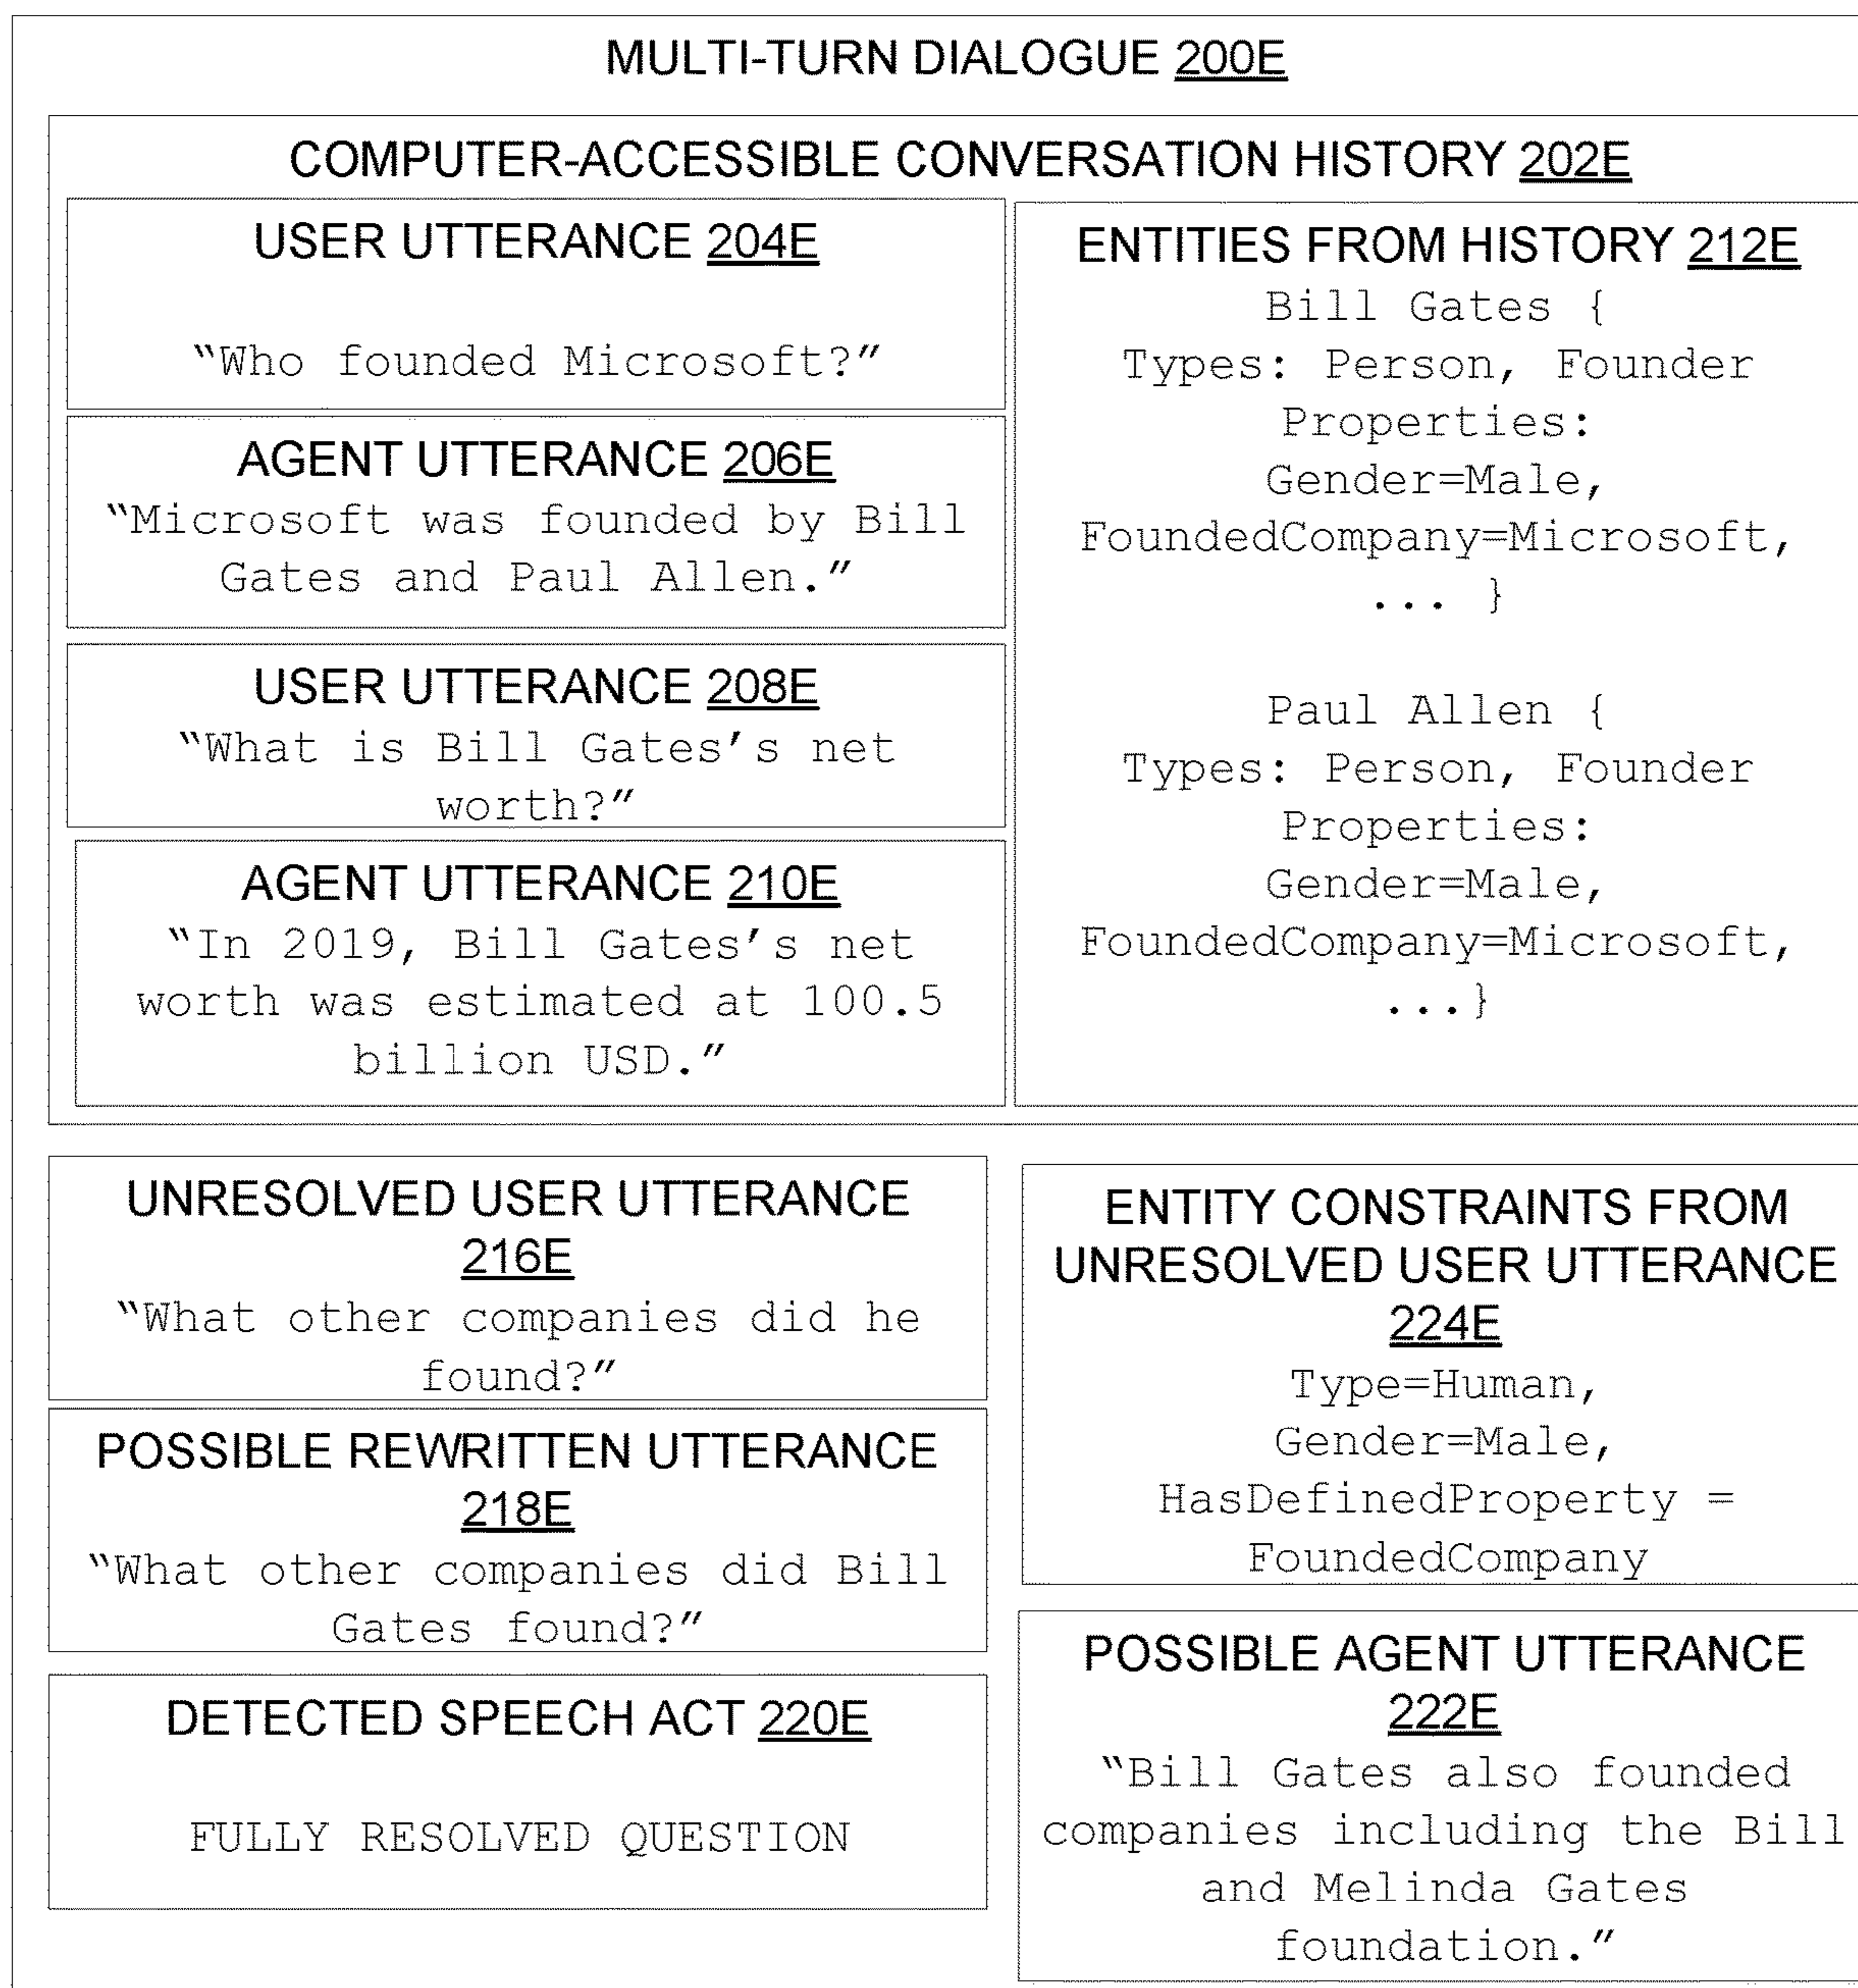 MULTI-TURN DIALOGUE 200E
COMPUTER-ACCESSIBLE CONVERSATION HISTORY 202E
USER UTTERANCE 204E
“Who founded Microsoft?”
AGENT UTTERANCE 206E
“Microsoft was founded by Bill
Gates and Paul Allen.”
USER UTTERANCE 208E
“What is Bill Gates’s net
worth?”
AGENT UTTERANCE 210E
“In 2019, Bill Gates’s net
worth was estimated at 100.5
billion USD.”
ENTITIES FROM HISTORY 212E
Bill Gates {
Types: Person, Founder
Properties:
Gender=Male,
FoundedCompany=Microsoft,
... }
Paul Allen {
Types: Person, Founder
Properties:
Gender=Male,
FoundedCompany=Microsoft,
...}
UNRESOLVED USER UTTERANCE
216E
“What other companies did he
found?”
POSSIBLE REWRITTEN UTTERANCE
218E
“What other companies did Bill
Gates found?”
DETECTED SPEECH ACT 220E
FULLY RESOLVED QUESTION
ENTITY CONSTRAINTS FROM
UNRESOLVED USER UTTERANCE
224E
Type=Human,
Gender=Male,
HasDefinedProperty =
FoundedCompany
POSSIBLE AGENT UTTERANCE
222E
“Bill Gates also founded
companies including the Bill
and Melinda Gates
foundation.”